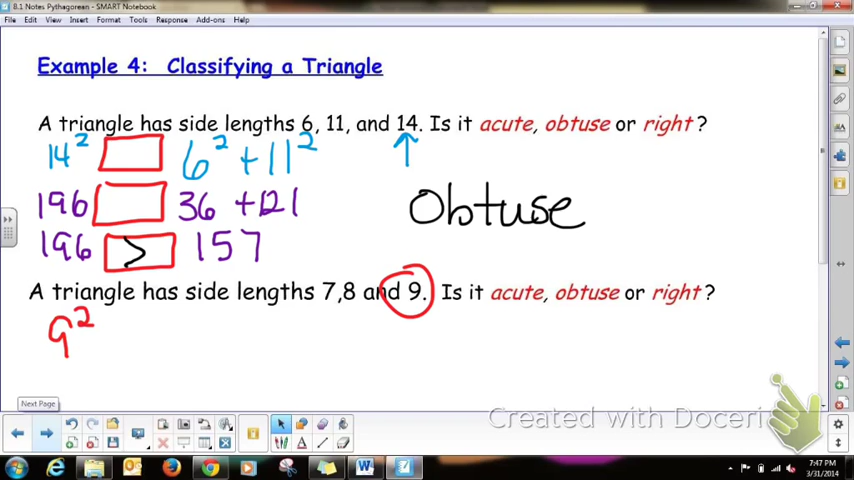 8.1 Notes Pythagorean - SMART Notebook
File Edit View Insert Format Tools Response Add-ons Help
Example 4: Classifying a Triangle
A triangle has side lengths 6, 11, and 14. Is it acute, obtuse or right?
14² 6² + 11²
196 36 + 121
Obtuse
196 > 157
A triangle has side lengths 7,8 and 9. Is it acute, obtuse or right?
9²
Next Page
Created with Doceri
7:47 PM
3/31/2014